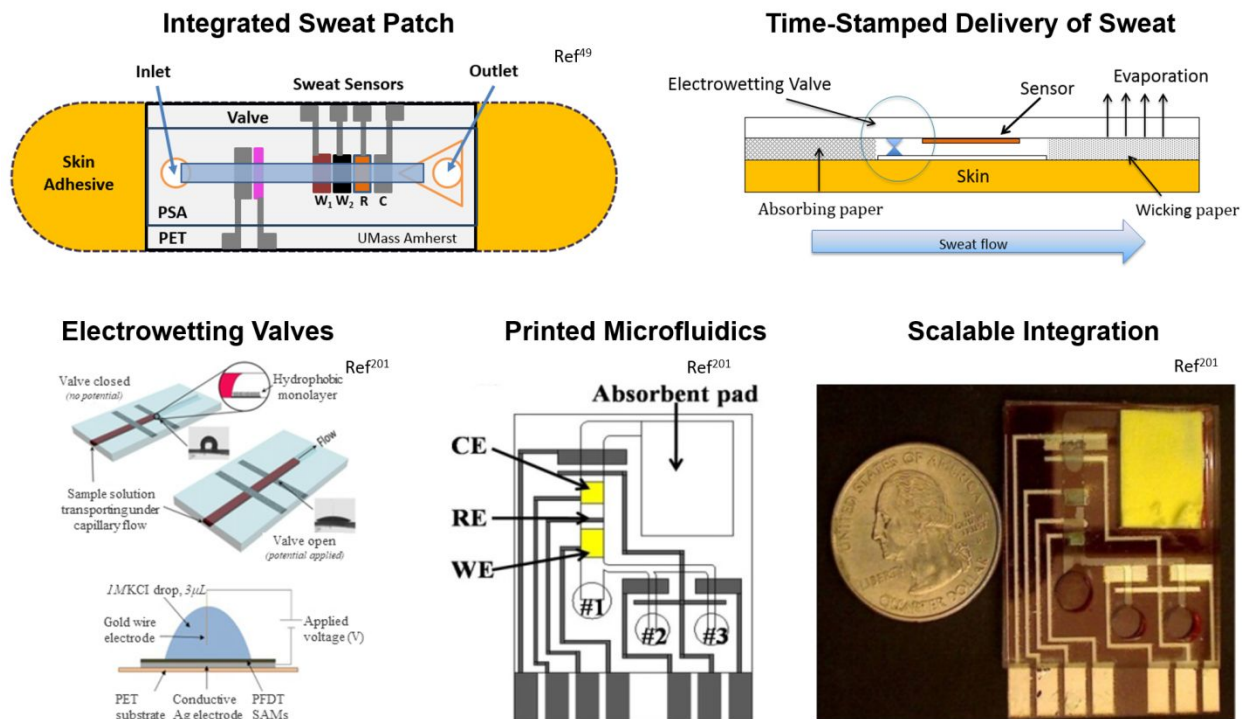 Integrated Sweat Patch
Ref49
Inlet
Sweat Sensors
Outlet
Valve
Skin
Adhesive
W1 W2 R C
PSA
PET
UMass Amherst
Time-Stamped Delivery of Sweat
Electrowetting Valve
Sensor
Evaporation
Skin
Absorbing paper
Wicking paper
Sweat flow
Electrowetting Valves
Ref201
Valve closed
(no potential)
Hydrophobic
monolayer
Flow
Sample solution
transporting under
capillary flow
Valve open
(potential applied)
1MKCl drop, 3μL
Gold wire
electrode
Applied
voltage (V)
PET
substrate
Conductive
Ag electrode
PFDT
SAMs
Printed Microfluidics
Ref201
Absorbent pad
CE
RE
WE
#1
#2
#3
Scalable Integration
Ref201
UNITED STATES OF AMERICA
LIBERTY
QUARTER DOLLAR